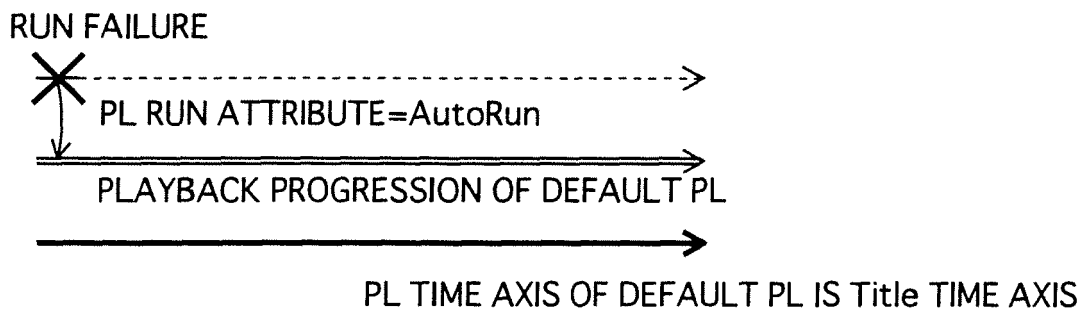 RUN FAILURE
PL RUN ATTRIBUTE=AutoRun
PLAYBACK PROGRESSION OF DEFAULT PL
PL TIME AXIS OF DEFAULT PL IS Title TIME AXIS